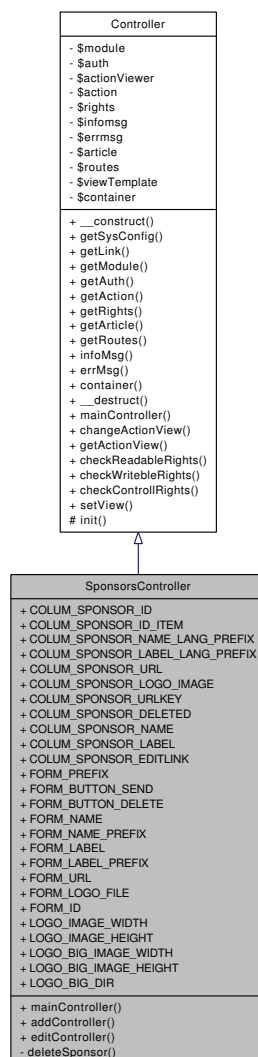 Controller
- $module
- $auth
- $actionViewer
- $action
- $rights
- $infomsg
- $errmsg
- $article
- $routes
- $viewTemplate
- $container
+ __construct()
+ getSysConfig()
+ getLink()
+ getModule()
+ getAuth()
+ getAction()
+ getRights()
+ getArticle()
+ getRoutes()
+ infoMsg()
+ errMsg()
+ container()
+ __destruct()
+ mainController()
+ changeActionView()
+ getActionView()
+ checkReadableRights()
+ checkWritebleRights()
+ checkControllRights()
+ setView()
# init()
SponsorsController
+ COLUM_SPONSOR_ID
+ COLUM_SPONSOR_ID_ITEM
+ COLUM_SPONSOR_NAME_LANG_PREFIX
+ COLUM_SPONSOR_LABEL_LANG_PREFIX
+ COLUM_SPONSOR_URL
+ COLUM_SPONSOR_LOGO_IMAGE
+ COLUM_SPONSOR_URLKEY
+ COLUM_SPONSOR_DELETED
+ COLUM_SPONSOR_NAME
+ COLUM_SPONSOR_LABEL
+ COLUM_SPONSOR_EDITLINK
+ FORM_PREFIX
+ FORM_BUTTON_SEND
+ FORM_BUTTON_DELETE
+ FORM_NAME
+ FORM_NAME_PREFIX
+ FORM_LABEL
+ FORM_LABEL_PREFIX
+ FORM_URL
+ FORM_LOGO_FILE
+ FORM_ID
+ LOGO_IMAGE_WIDTH
+ LOGO_IMAGE_HEIGHT
+ LOGO_BIG_IMAGE_WIDTH
+ LOGO_BIG_IMAGE_HEIGHT
+ LOGO_BIG_DIR
+ mainController()
+ addController()
+ editController()
- deleteSponsor()